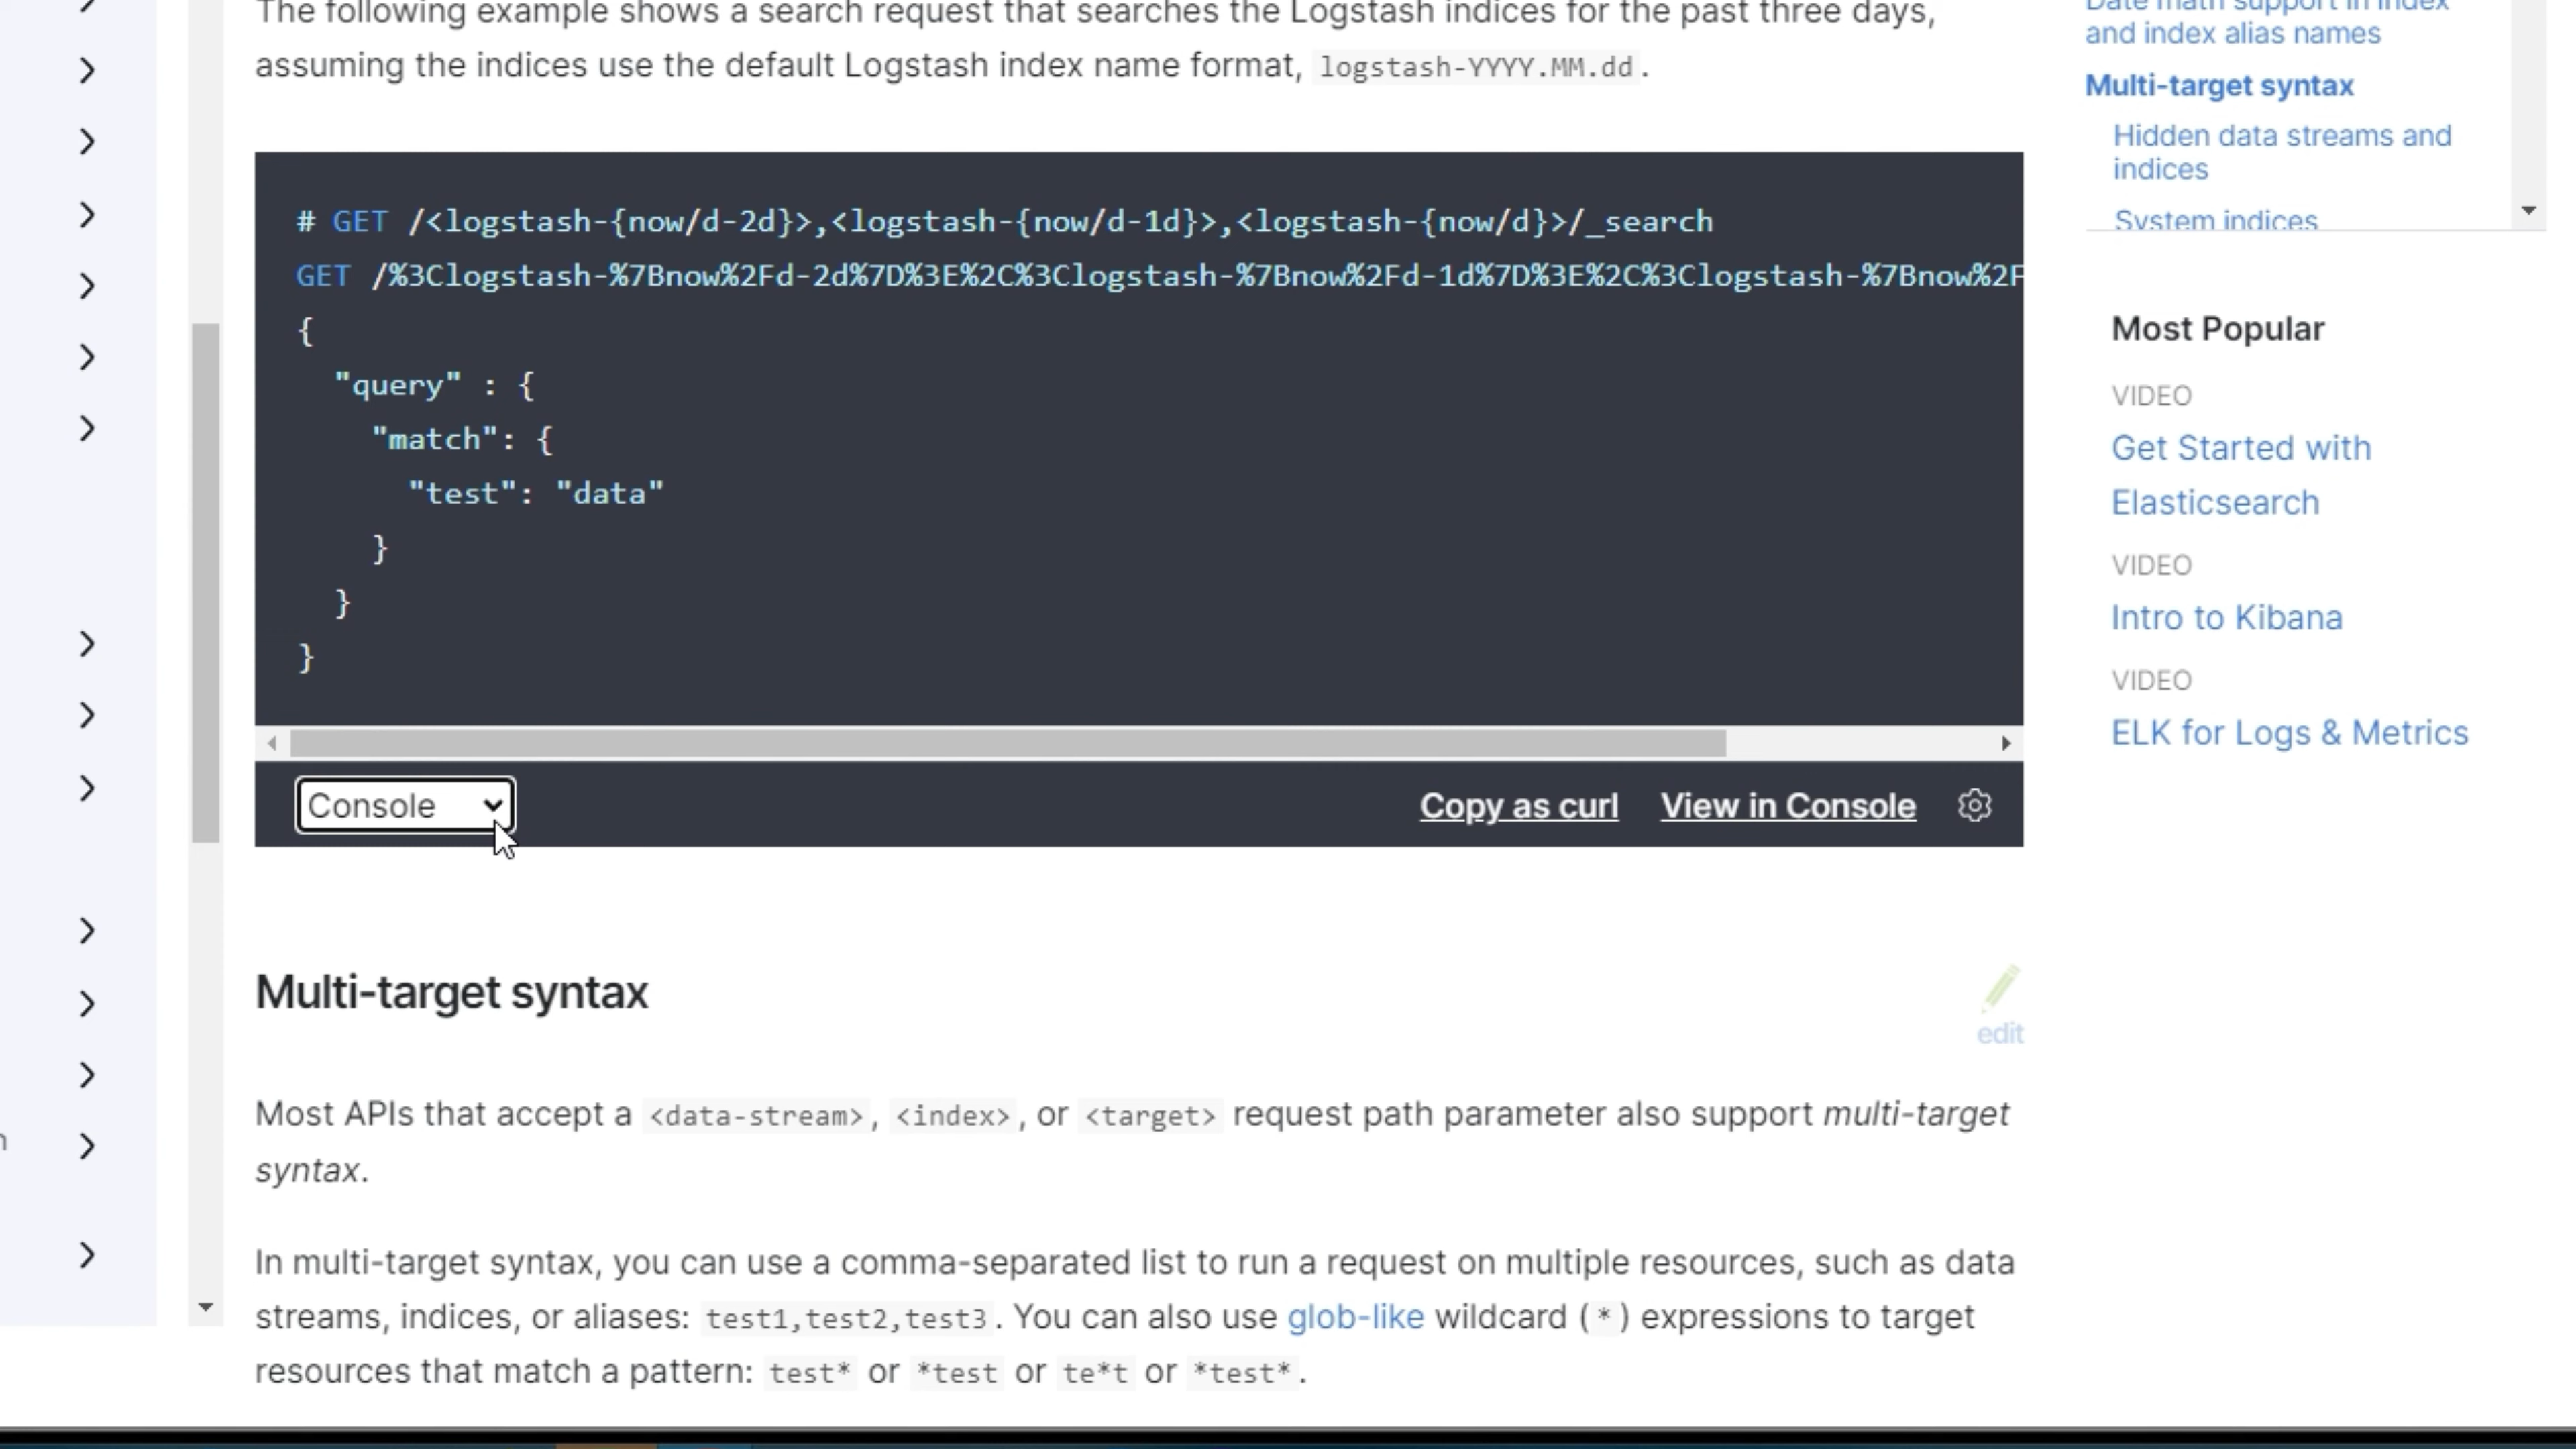 The following example shows a search request that searches the Logstash indices for the past three days,
assuming the indices use the default Logstash index name format, logstash-YYYY.MM.dd.
# GET /<logstash-{now/d-2d}>,<logstash-{now/d-1d}>,<logstash-{now/d}>/_search
GET /%3Clogstash-%7Bnow%2Fd-2d%7D%3E%2C%3Clogstash-%7Bnow%2Fd-1d%7D%3E%2C%3Clogstash-%7Bnow%2F
{
"query" : {
"match": {
"test": "data"
}
}
}
Console
Copy as curl
View in Console
Multi-target syntax
edit
Most APIs that accept a <data-stream>, <index>, or <target> request path parameter also support multi-target
syntax.
In multi-target syntax, you can use a comma-separated list to run a request on multiple resources, such as data
streams, indices, or aliases: test1,test2,test3. You can also use glob-like wildcard (*) expressions to target
resources that match a pattern: test* or *test or te*t or *test*.
Date math support in index
and index alias names
Multi-target syntax
Hidden data streams and
indices
System indices
Most Popular
VIDEO
Get Started with
Elasticsearch
VIDEO
Intro to Kibana
VIDEO
ELK for Logs & Metrics